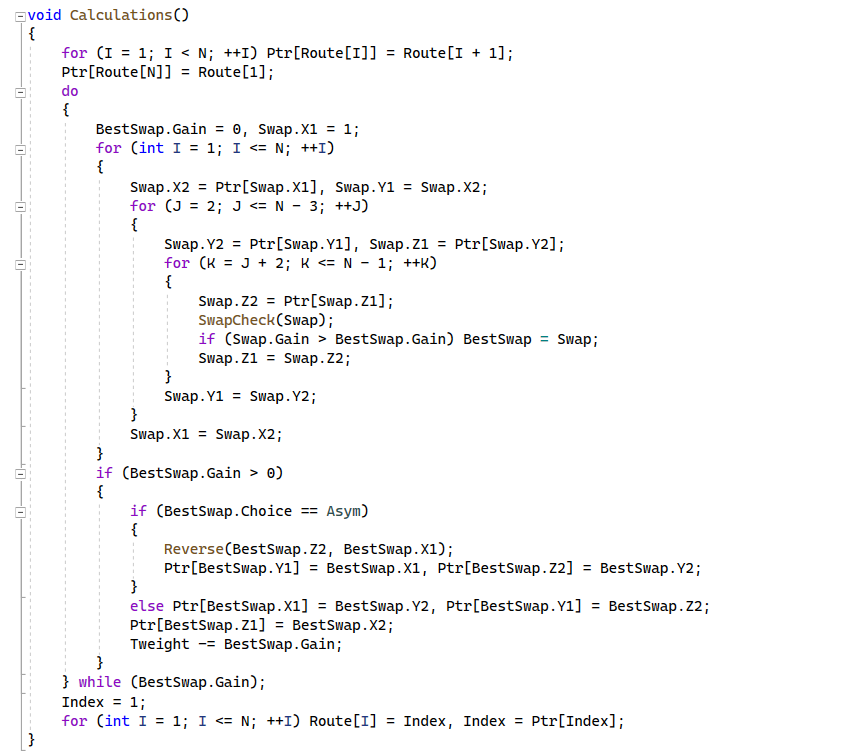 void Calculations()
{
    for (I = 1; I < N; ++I) Ptr[Route[I]] = Route[I + 1];
    Ptr[Route[N]] = Route[1];
    do
    {
        BestSwap.Gain = 0, Swap.X1 = 1;
        for (int I = 1; I <= N; ++I)
        {
            Swap.X2 = Ptr[Swap.X1], Swap.Y1 = Swap.X2;
            for (J = 2; J <= N - 3; ++J)
            {
                Swap.Y2 = Ptr[Swap.Y1], Swap.Z1 = Ptr[Swap.Y2];
                for (K = J + 2; K <= N - 1; ++K)
                {
                    Swap.Z2 = Ptr[Swap.Z1];
                    SwapCheck(Swap);
                    if (Swap.Gain > BestSwap.Gain) BestSwap = Swap;
                    Swap.Z1 = Swap.Z2;
                }
                Swap.Y1 = Swap.Y2;
            }
            Swap.X1 = Swap.X2;
        }
        if (BestSwap.Gain > 0)
        {
            if (BestSwap.Choice == Asym)
            {
                Reverse(BestSwap.Z2, BestSwap.X1);
                Ptr[BestSwap.Y1] = BestSwap.X1, Ptr[BestSwap.Z2] = BestSwap.Y2;
            }
            else Ptr[BestSwap.X1] = BestSwap.Y2, Ptr[BestSwap.Y1] = BestSwap.Z2;
            Ptr[BestSwap.Z1] = BestSwap.X2;
            Tweight -= BestSwap.Gain;
        }
    } while (BestSwap.Gain);
    Index = 1;
    for (int I = 1; I <= N; ++I) Route[I] = Index, Index = Ptr[Index];
}